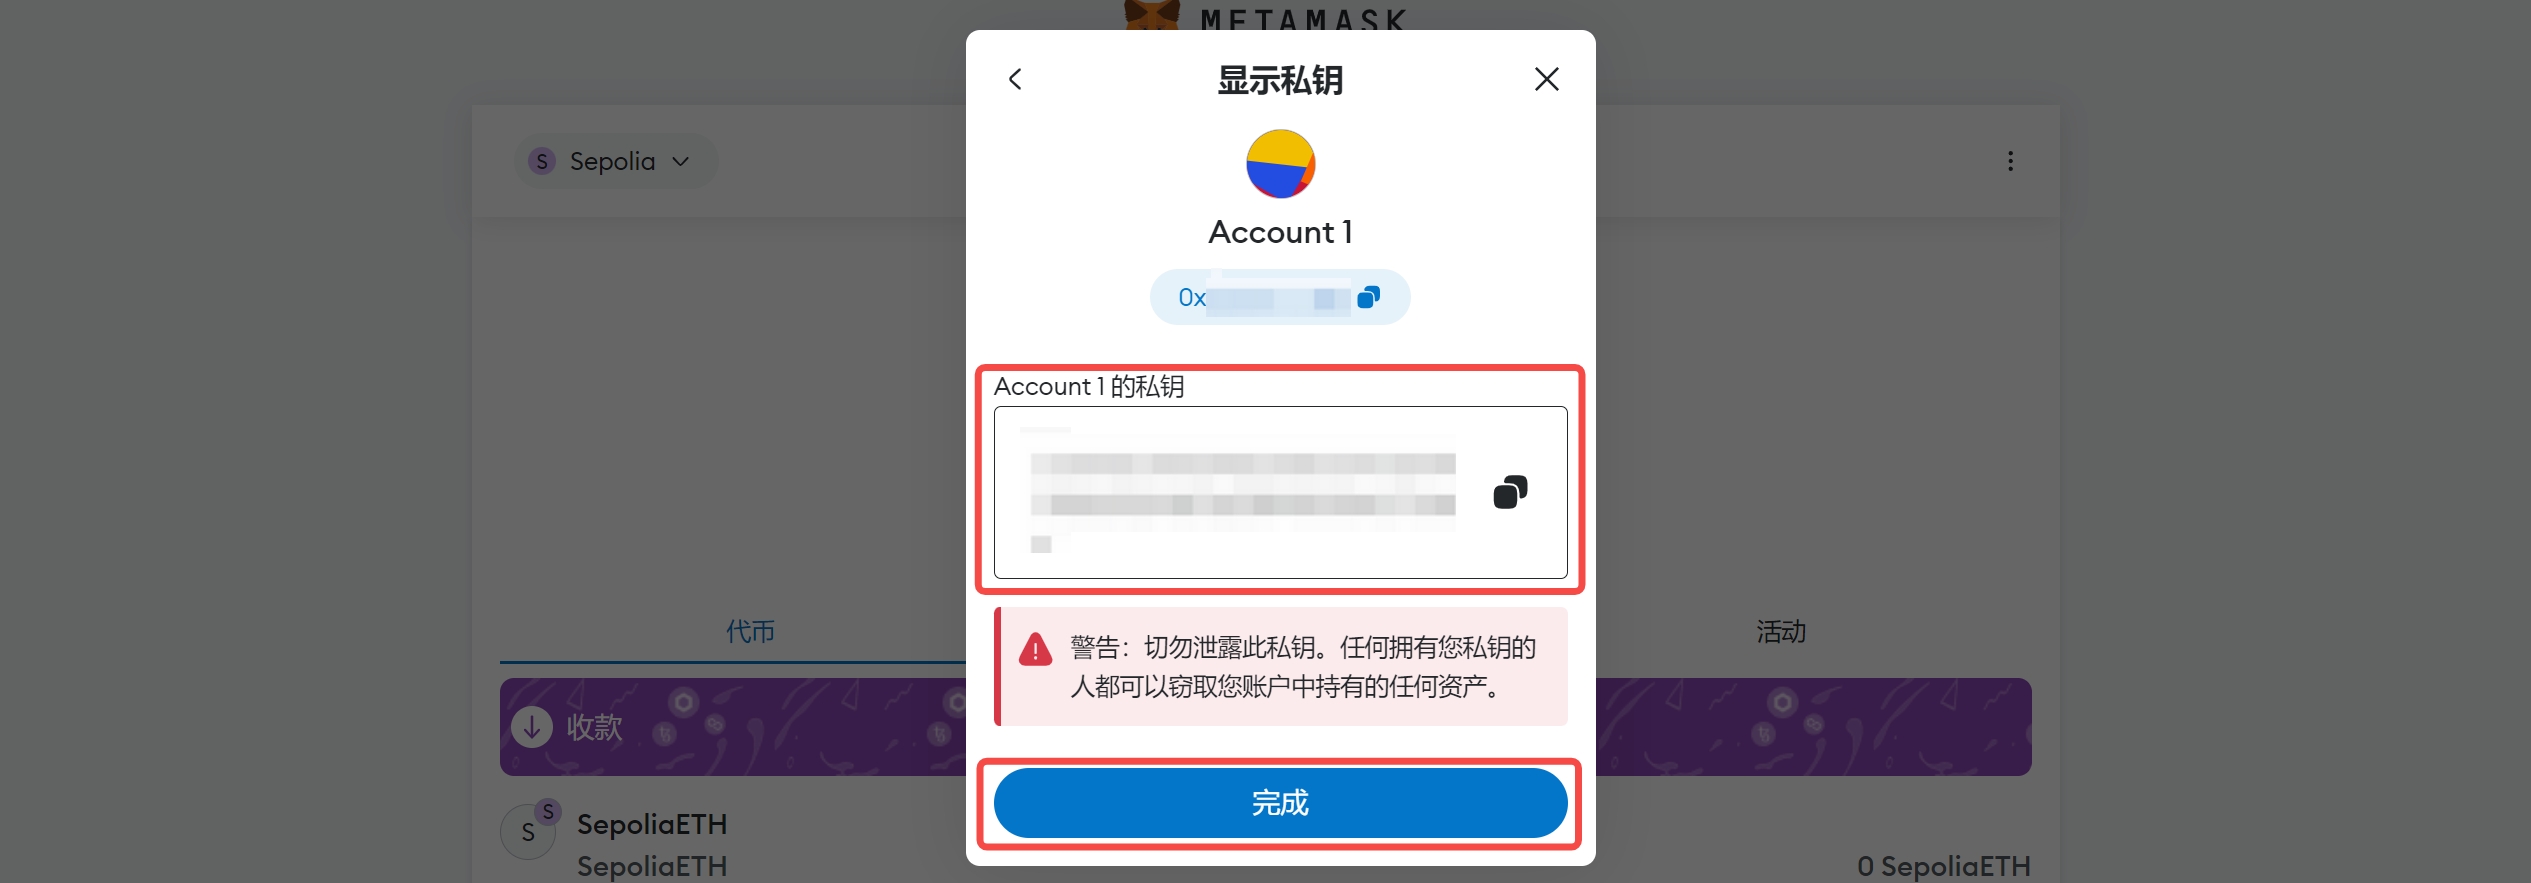 METAMASK
显示私钥
S Sepolia
Account 1
0x
Account 1 的私钥
代币
活动
警告：切勿泄露此私钥。任何拥有您私钥的
人都可以窃取您账户中持有的任何资产。
收款
完成
S
S
SepoliaETH
SepoliaETH
0 SepoliaETH